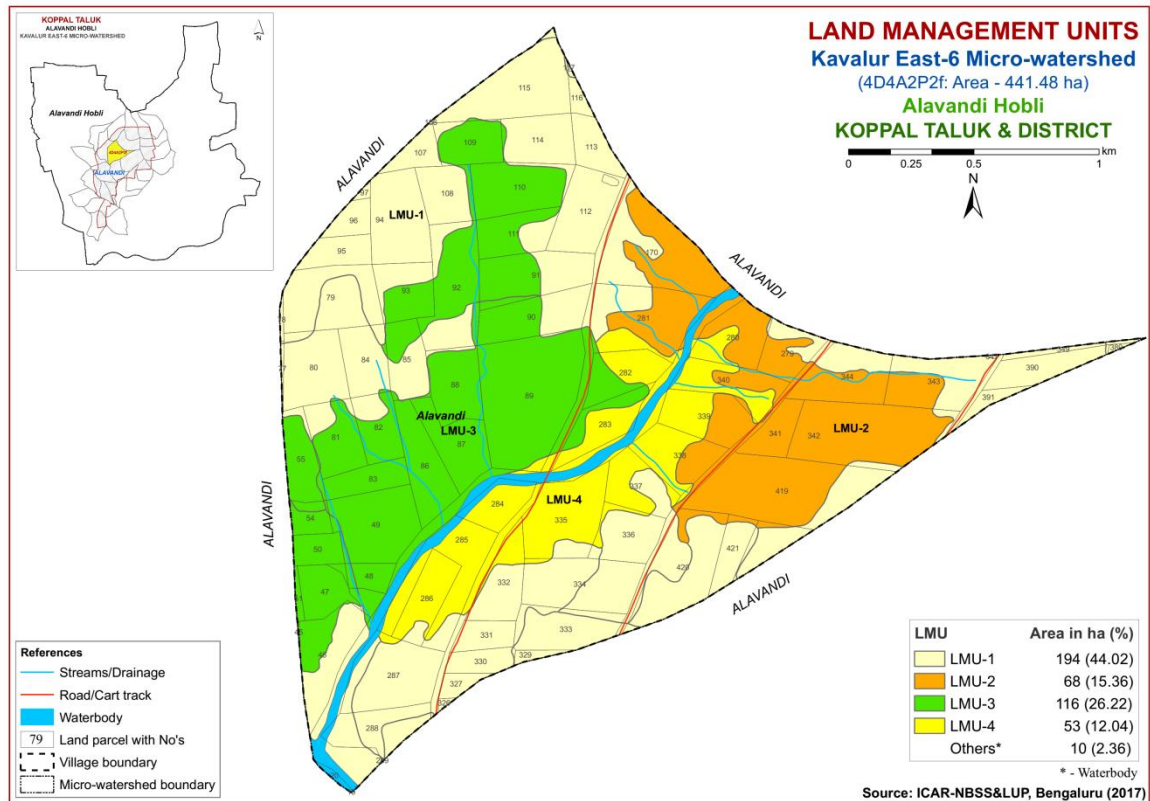 KOPPAL TALUK
ALAVANDI HOBLI
KAVALUR EAST-6 MICRO-WATERSHED
N
Alavandi Hobli
4D4A2P2f
ALAVANDI
LAND MANAGEMENT UNITS
Kavalur East-6 Micro-watershed
(4D4A2P2f: Area - 441.48 ha)
Alavandi Hobli
KOPPAL TALUK & DISTRICT
km
0 0.25 0.5 1
N
ALAVANDI
ALAVANDI
ALAVANDI
ALAVANDI
115
116
109
107
114
113
108
110
112
LMU-1
96
94
95
111
170
79
93
92
91
281
90
280
279
80
84
85
282
88
89
340
344
343
390
391
Alavandi
LMU-3
87
283
339
341
342
LMU-2
81
82
55
83
86
338
337
419
54
49
284
LMU-4
335
50
285
336
421
420
48
47
286
332
334
331
333
330
329
287
327
288
References
Streams/Drainage
Road/Cart track
Waterbody
79 Land parcel with No's
Village boundary
Micro-watershed boundary
LMU Area in ha (%)
LMU-1 194 (44.02)
LMU-2 68 (15.36)
LMU-3 116 (26.22)
LMU-4 53 (12.04)
Others* 10 (2.36)
* - Waterbody
Source: ICAR-NBSS&LUP, Bengaluru (2017)